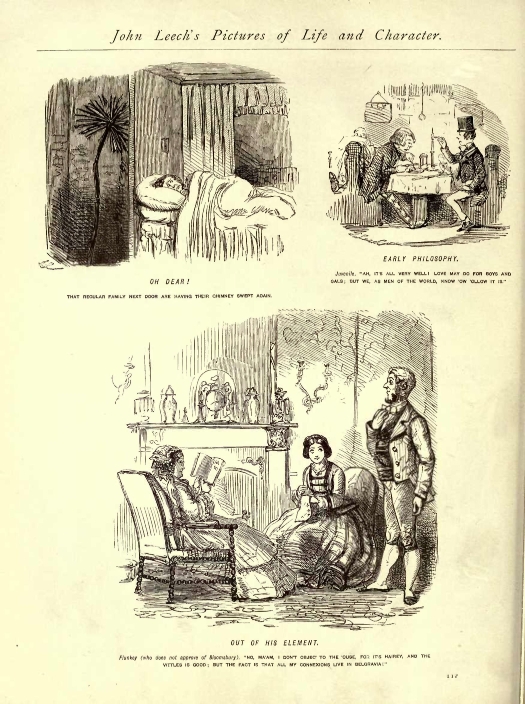 John Leech's Pictures of Life and Character.
OH DEAR!
THAT REGULAR FAMILY NEXT DOOR ARE HAVING THEIR CHIMNEY SWEPT AGAIN.
EARLY PHILOSOPHY.
Juvenile. "AH, IT'S ALL VERY WELL! LOVE MAY DO FOR BOYS AND
GALS; BUT WE, AS MEN OF THE WORLD, KNOW 'OW 'OLLOW IT IS."
OUT OF HIS ELEMENT.
Flunkey (who does not approve of Bloomsbury). "NO, MA'AM, I DON'T OBJECT TO THE 'OUSE, FOR IT'S HAIREY, AND THE
VITTLES IS GOOD; BUT THE FACT IS THAT ALL MY CONNEXIONS LIVE IN BELGRAVIA!"